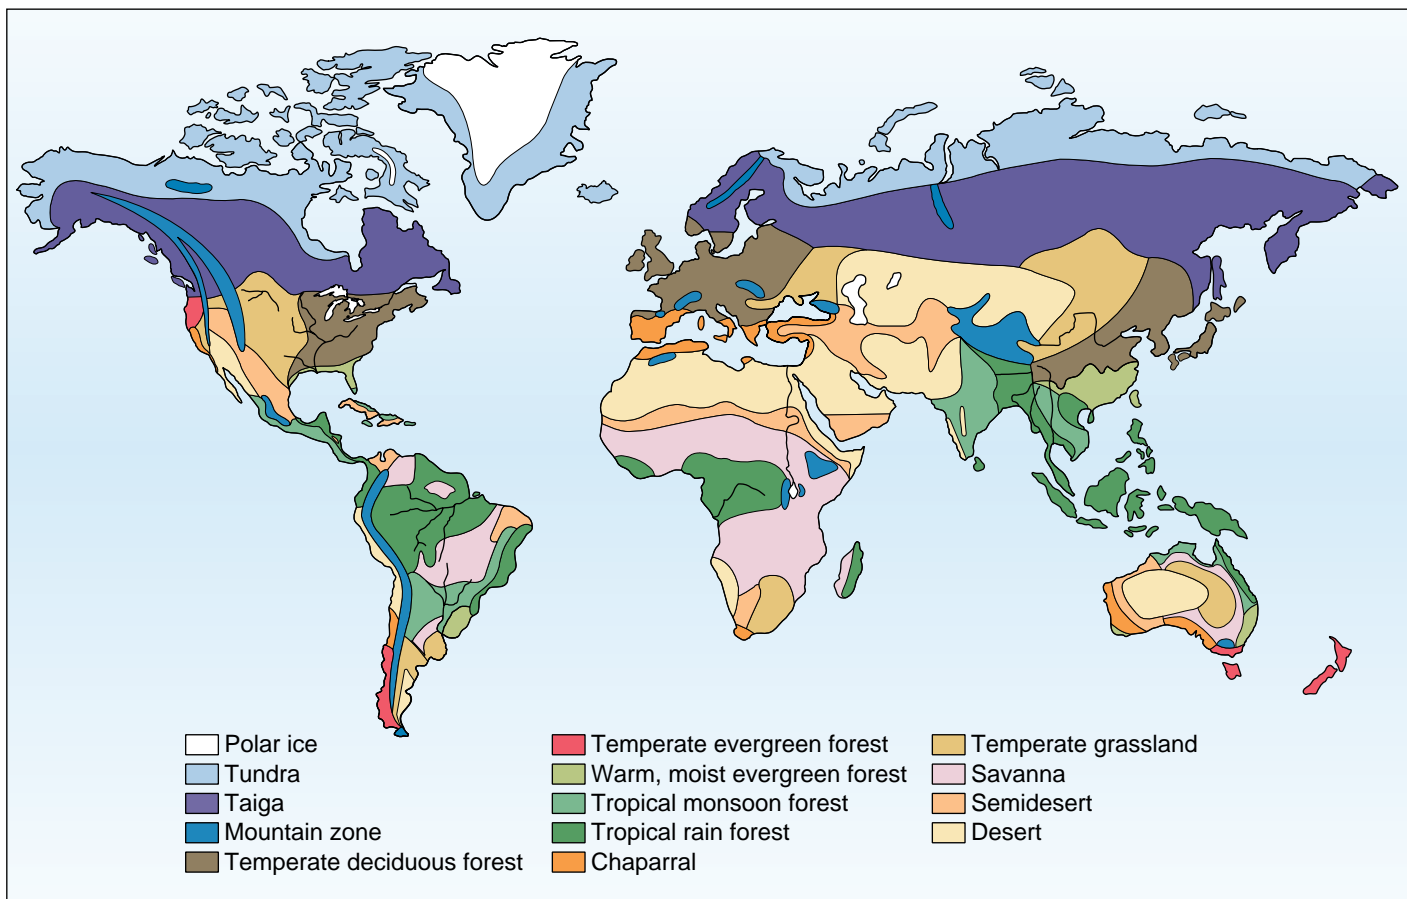 Polar ice
Tundra
Taiga
Mountain zone
Temperate deciduous forest
Temperate evergreen forest
Warm, moist evergreen forest
Tropical monsoon forest
Tropical rain forest
Chaparral
Temperate grassland
Savanna
Semidesert
Desert